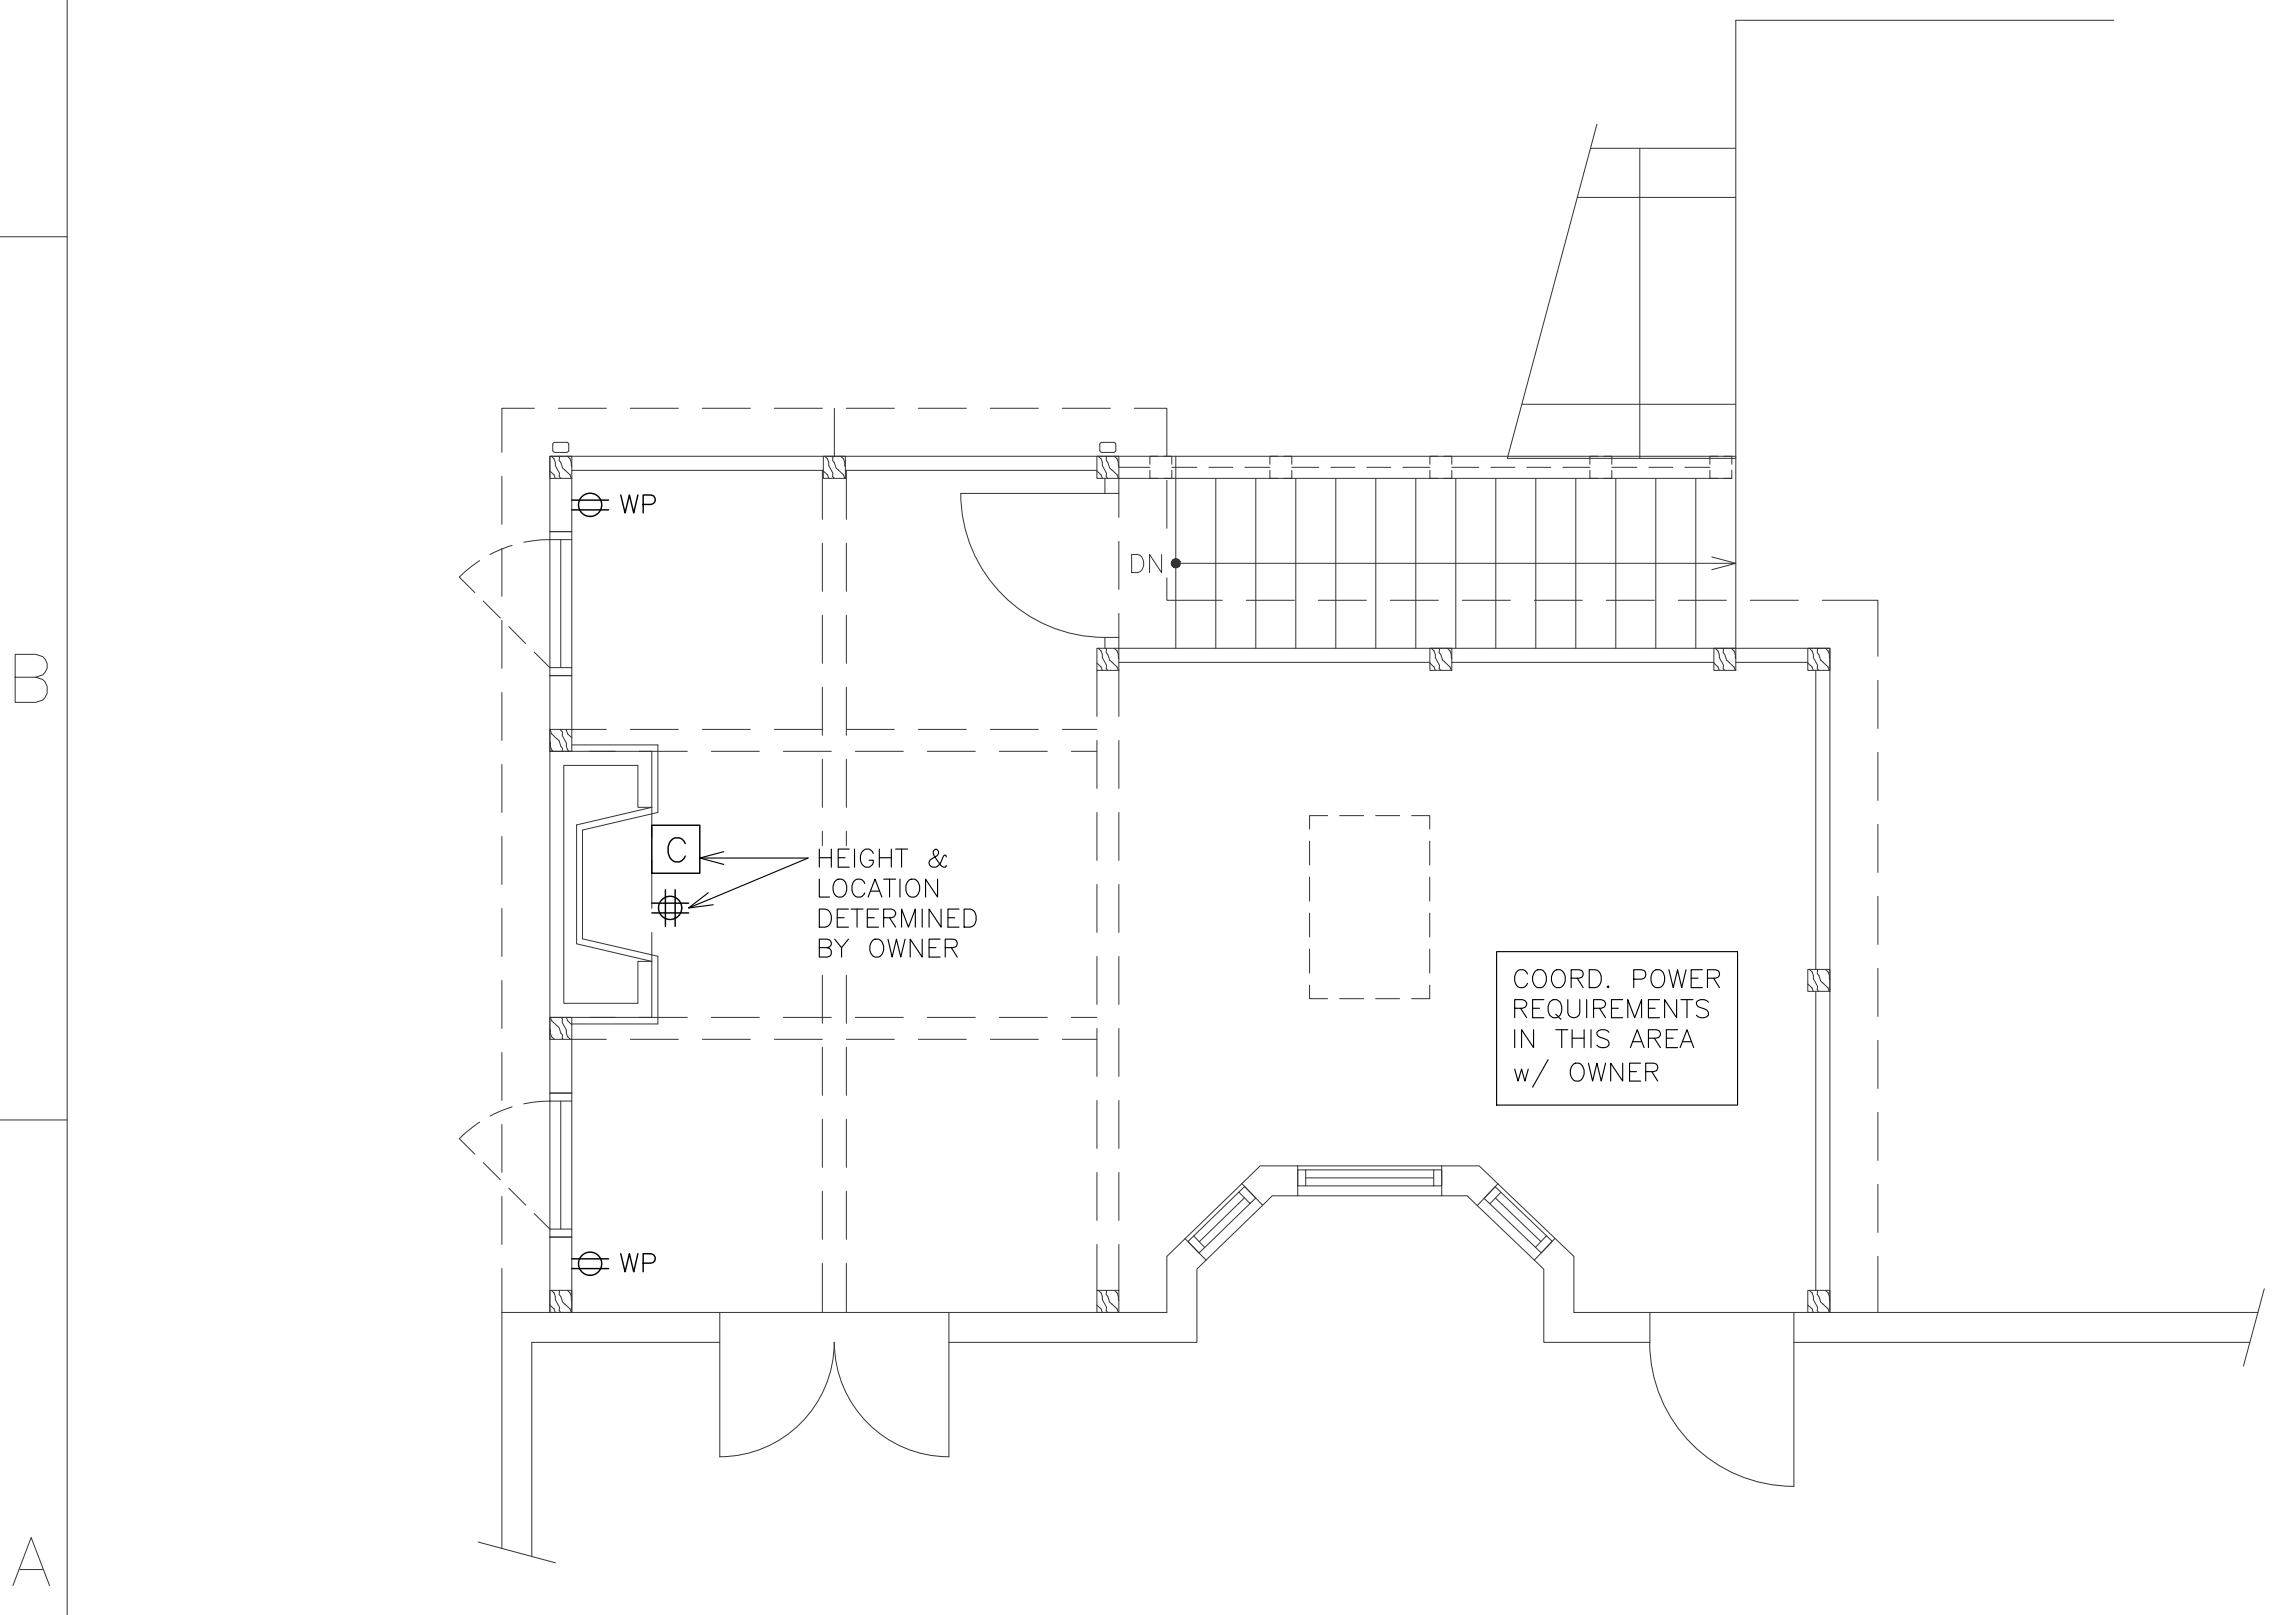 WP
DN
B
C
HEIGHT &
LOCATION
DETERMINED
BY OWNER
COORD. POWER
REQUIREMENTS
IN THIS AREA
w/ OWNER
WP
A